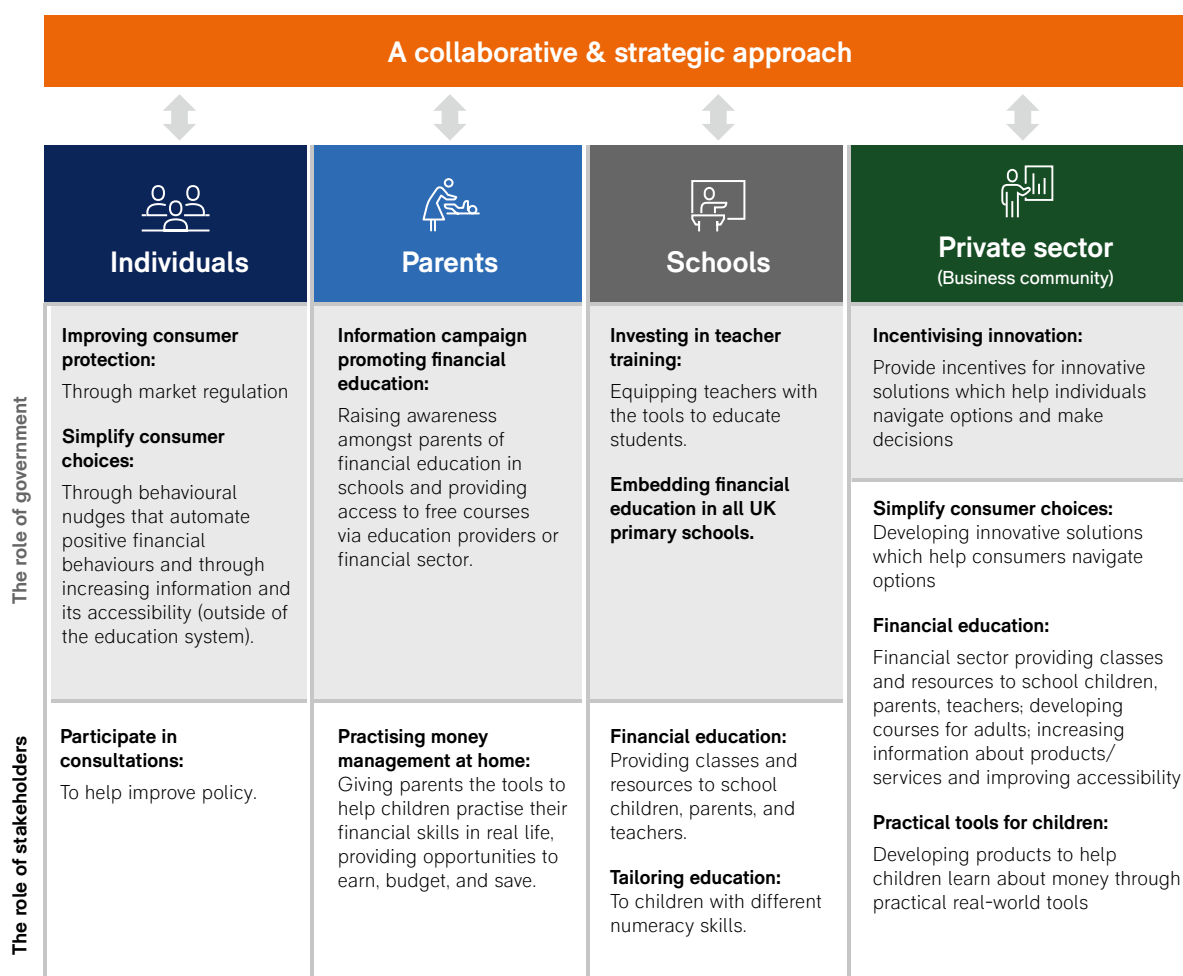 A collaborative & strategic approach
Individuals
Parents
Schools
Private sector
(Business community)
The role of government
Improving consumer
protection:
Through market regulation
Simplify consumer
choices:
Through behavioural
nudges that automate
positive financial
behaviours and through
increasing information and
its accessibility (outside of
the education system).
Information campaign
promoting financial
education:
Raising awareness
amongst parents of
financial education in
schools and providing
access to free courses
via education providers or
financial sector.
Investing in teacher
training:
Equipping teachers with
the tools to educate
students.
Embedding financial
education in all UK
primary schools.
Incentivising innovation:
Provide incentives for innovative
solutions which help individuals
navigate options and make
decisions
The role of stakeholders
Participate in
consultations:
To help improve policy.
Practising money
management at home:
Giving parents the tools to
help children practise their
financial skills in real life,
providing opportunities to
earn, budget, and save.
Financial education:
Providing classes and
resources to school
children, parents, and
teachers.
Tailoring education:
To children with different
numeracy skills.
Simplify consumer choices:
Developing innovative solutions
which help consumers navigate
options
Financial education:
Financial sector providing classes
and resources to school children,
parents, teachers; developing
courses for adults; increasing
information about products/
services and improving accessibility
Practical tools for children:
Developing products to help
children learn about money through
practical real-world tools